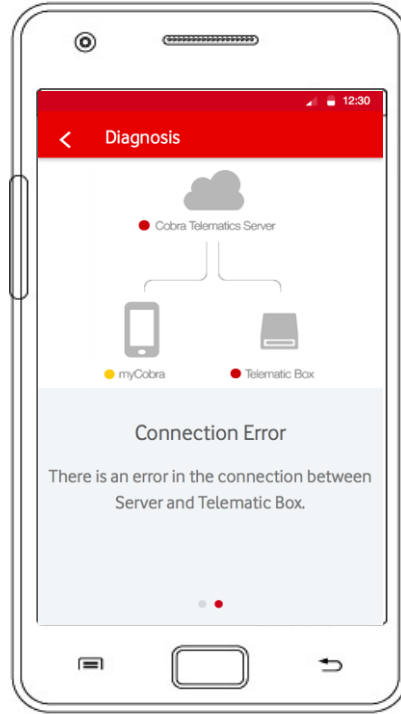 12:30
Diagnosis
Cobra Telematics Server
myCobra
Telematic Box
Connection Error
There is an error in the connection between
Server and Telematic Box.